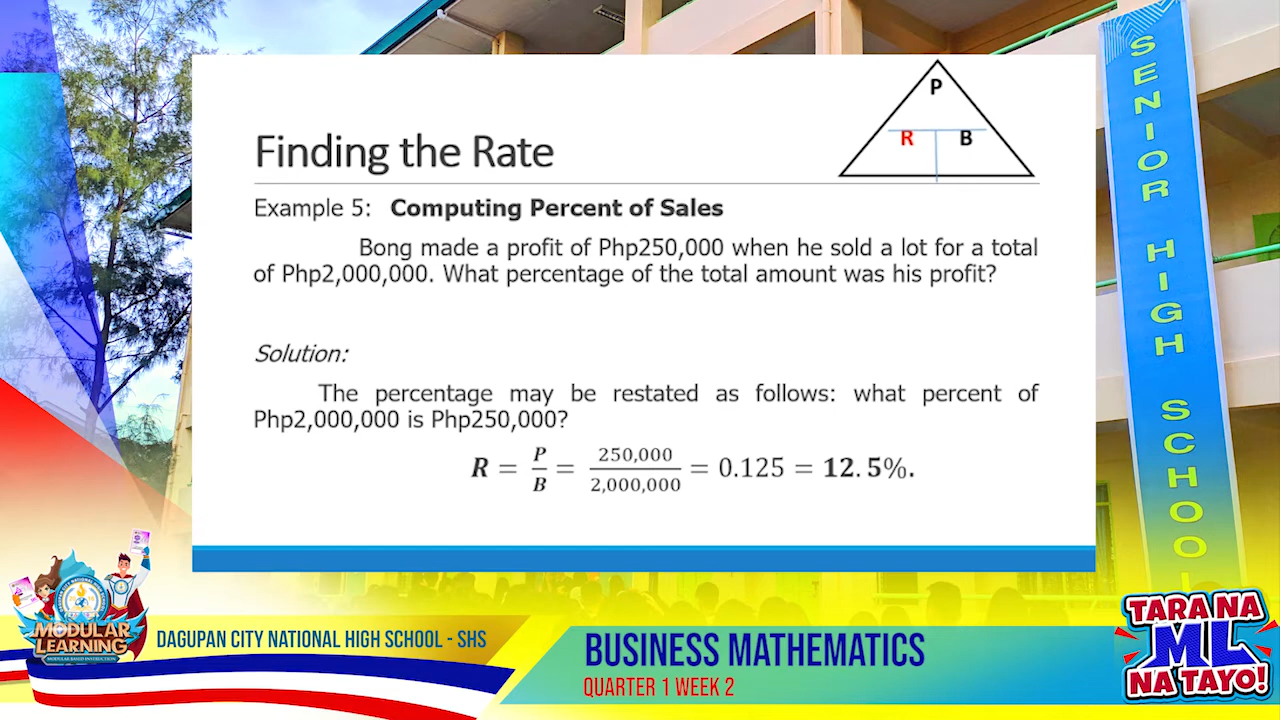 P
R B
Finding the Rate
Example 5: Computing Percent of Sales
Bong made a profit of Php250,000 when he sold a lot for a total
of Php2,000,000. What percentage of the total amount was his profit?
Solution:
The percentage may be restated as follows: what percent of
Php2,000,000 is Php250,000?
R = P/B = 250,000/2,000,000 = 0.125 = 12.5%.
SENIOR HIGH SCHOOL
MODULAR
LEARNING
DAGUPAN CITY NATIONAL HIGH SCHOOL - SHS
BUSINESS MATHEMATICS
QUARTER 1 WEEK 2
TARA NA
ML
NA TAYO!